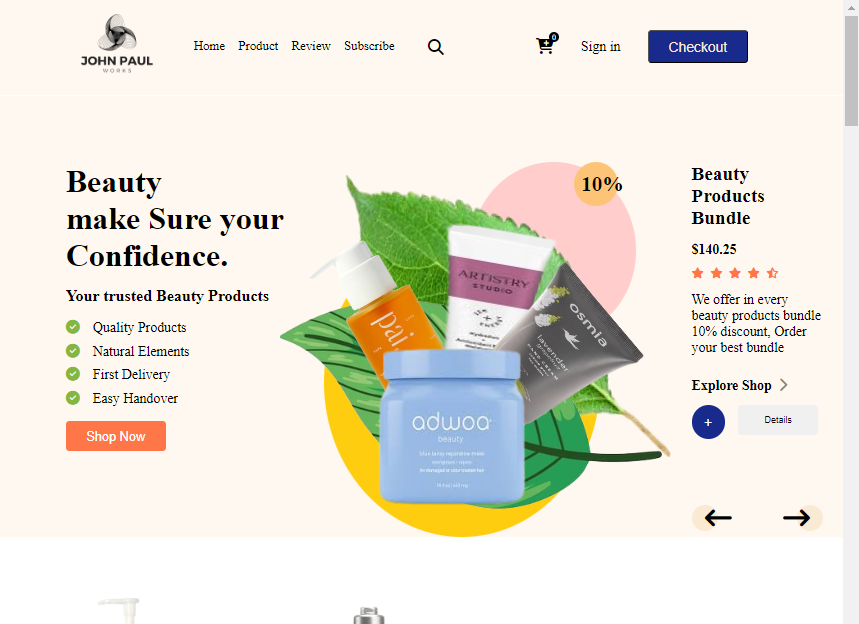 JOHN PAUL
WORKS
Home
Product
Review
Subscribe
0
Sign in
Checkout
Beauty
make Sure your
Confidence.
Your trusted Beauty Products
Quality Products
Natural Elements
First Delivery
Easy Handover
Shop Now
10%
ARTISTRY
STUDIO
pai
osmia
lavender
adwoa
beauty
Beauty
Products
Bundle
$140.25
We offer in every
beauty products bundle
10% discount, Order
your best bundle
Explore Shop
+
Details